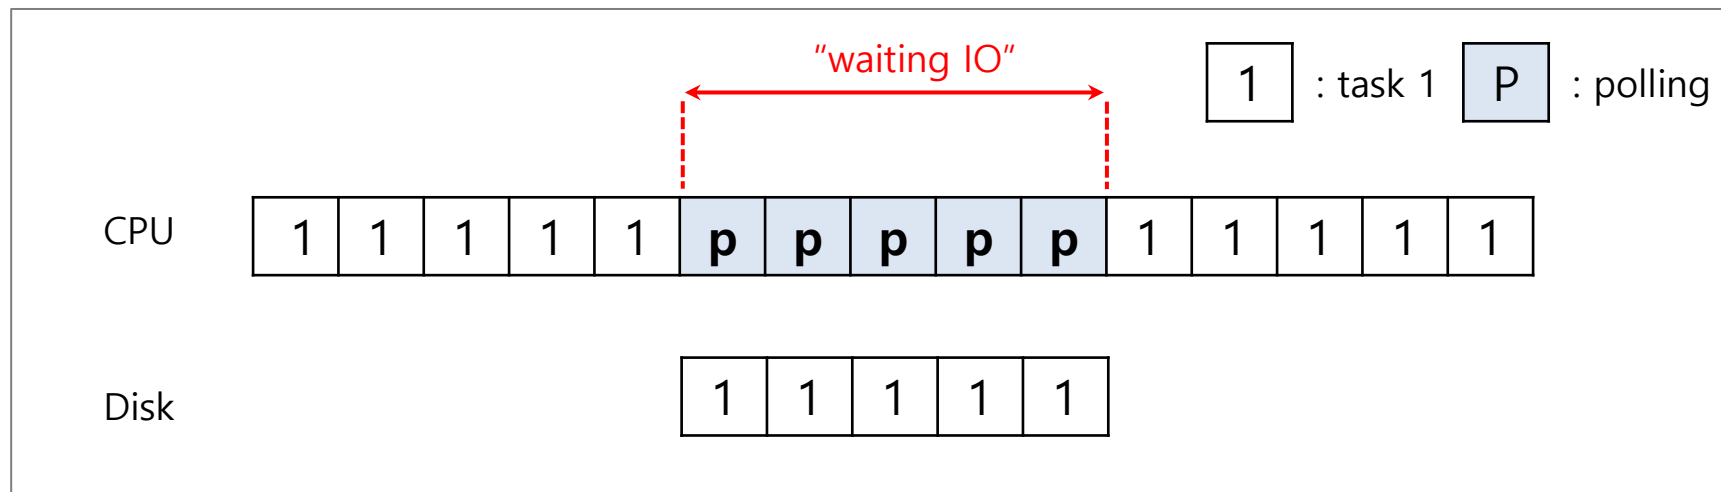 “waiting IO”
1 : task 1 P : polling
CPU 1 1 1 1 1 p p p p p 1 1 1 1 1
Disk 1 1 1 1 1